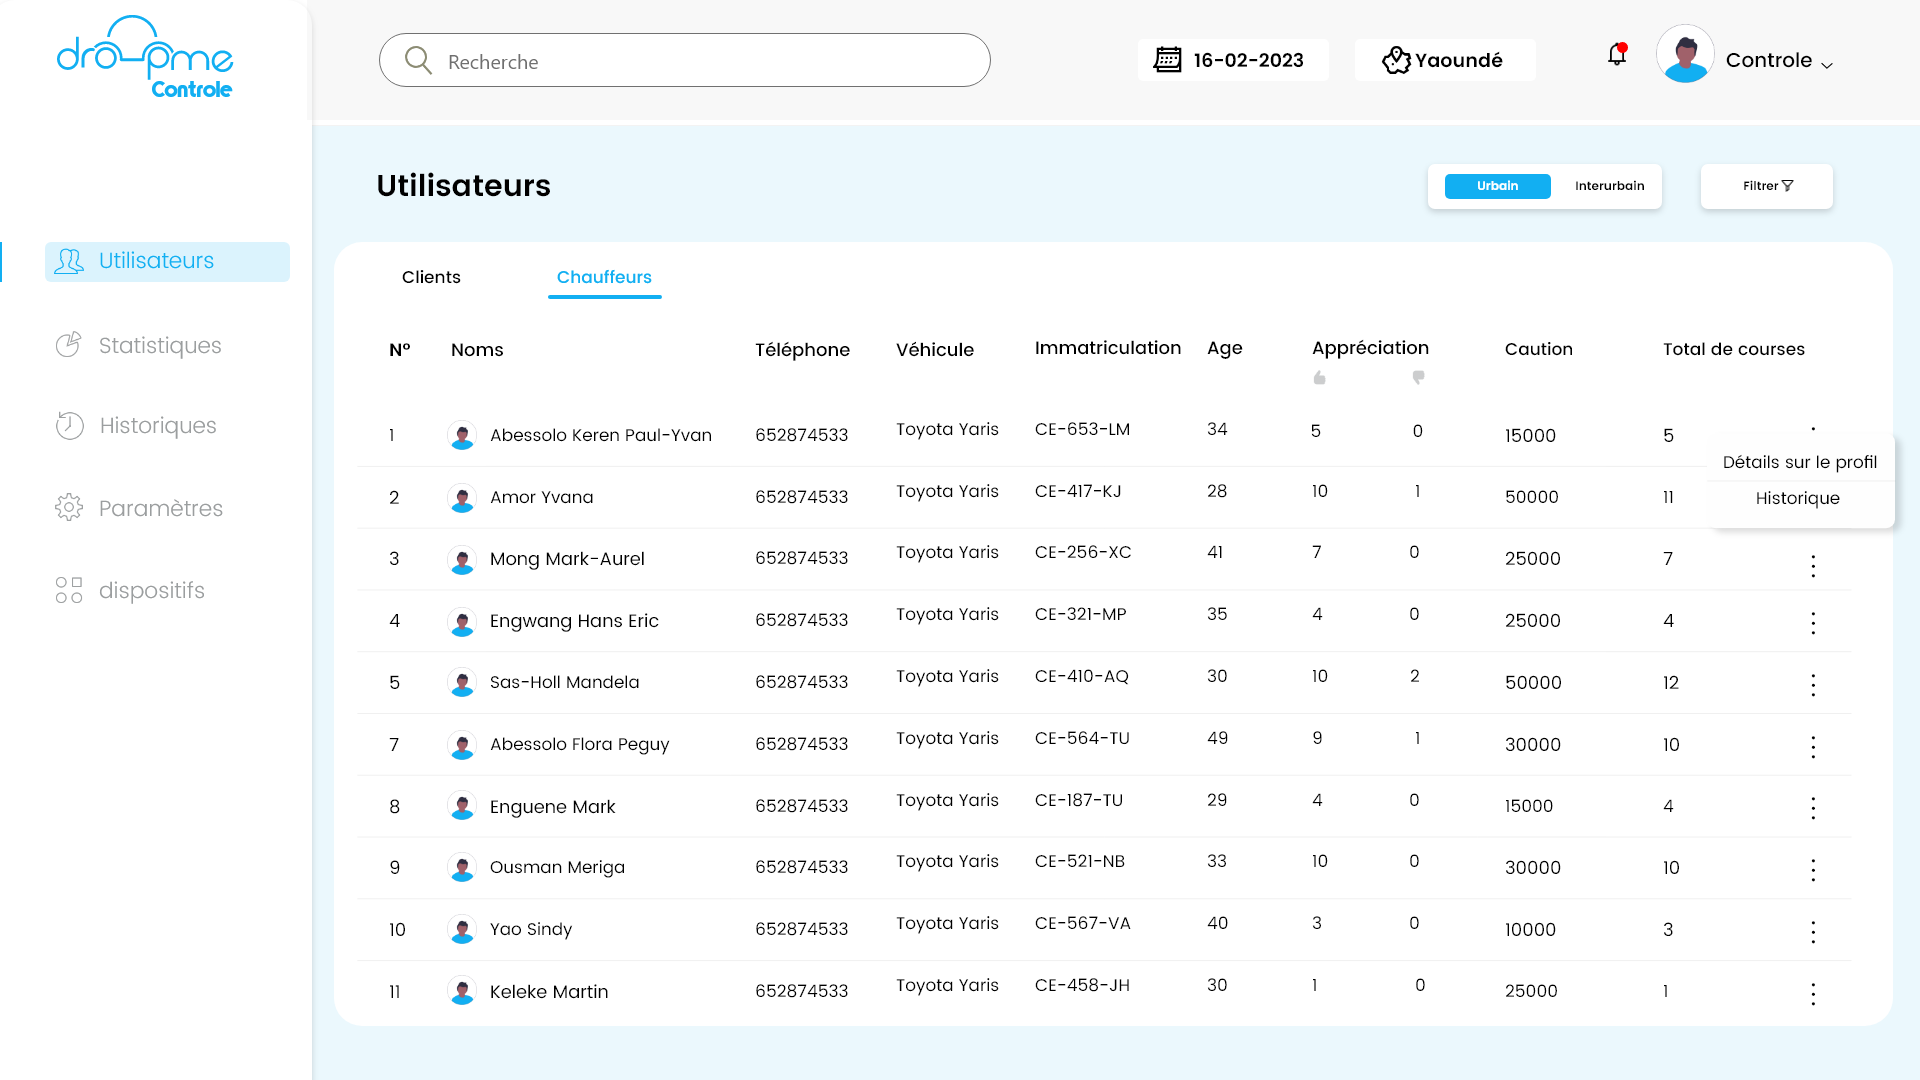 droopme
Controle
Recherche
16-02-2023
Yaoundé
Controle
Utilisateurs
Statistiques
Historiques
Paramètres
dispositifs
Utilisateurs
Urbain Interurbain
Filtrer
Clients Chauffeurs
N° Noms Téléphone Véhicule Immatriculation Age Appréciation Caution Total de courses
1 Abessolo Keren Paul-Yvan 652874533 Toyota Yaris CE-653-LM 34 5 0 15000 5
Détails sur le profil
Historique
2 Amor Yvana 652874533 Toyota Yaris CE-417-KJ 28 10 1 50000 11
3 Mong Mark-Aurel 652874533 Toyota Yaris CE-256-XC 41 7 0 25000 7
4 Engwang Hans Eric 652874533 Toyota Yaris CE-321-MP 35 4 0 25000 4
5 Sas-Holl Mandela 652874533 Toyota Yaris CE-410-AQ 30 10 2 50000 12
7 Abessolo Flora Peguy 652874533 Toyota Yaris CE-564-TU 49 9 1 30000 10
8 Enguene Mark 652874533 Toyota Yaris CE-187-TU 29 4 0 15000 4
9 Ousman Meriga 652874533 Toyota Yaris CE-521-NB 33 10 0 30000 10
10 Yao Sindy 652874533 Toyota Yaris CE-567-VA 40 3 0 10000 3
11 Keleke Martin 652874533 Toyota Yaris CE-458-JH 30 1 0 25000 1